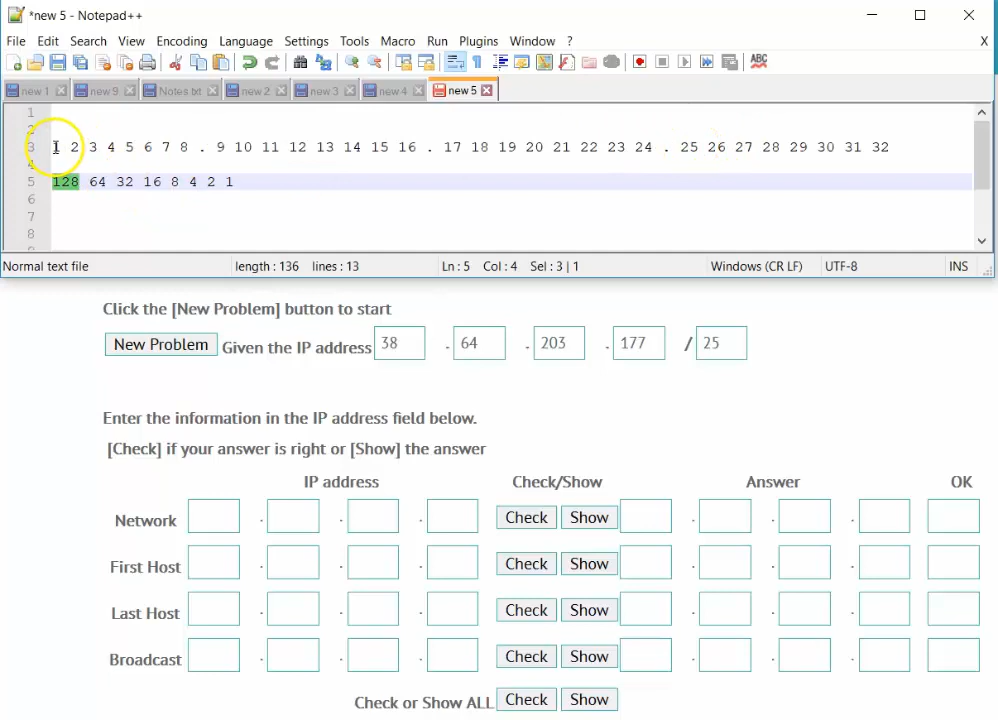 *new 5 - Notepad++
File Edit Search View Encoding Language Settings Tools Macro Run Plugins Window ? X
new 1 new 9 Notes.txt new 2 new 3 new 4 new 5
1
2
3 1 2 3 4 5 6 7 8 . 9 10 11 12 13 14 15 16 . 17 18 19 20 21 22 23 24 . 25 26 27 28 29 30 31 32
4
5 128 64 32 16 8 4 2 1
6
7
8
Normal text file length : 136 lines : 13 Ln : 5 Col : 4 Sel : 3 | 1 Windows (CR LF) UTF-8 INS
Click the [New Problem] button to start
New Problem Given the IP address 38 . 64 . 203 . 177 / 25
Enter the information in the IP address field below.
[Check] if your answer is right or [Show] the answer
IP address Check/Show Answer OK
Network . . . Check Show . . .
First Host . . . Check Show . . .
Last Host . . . Check Show . . .
Broadcast . . . Check Show . . .
Check or Show ALL Check Show